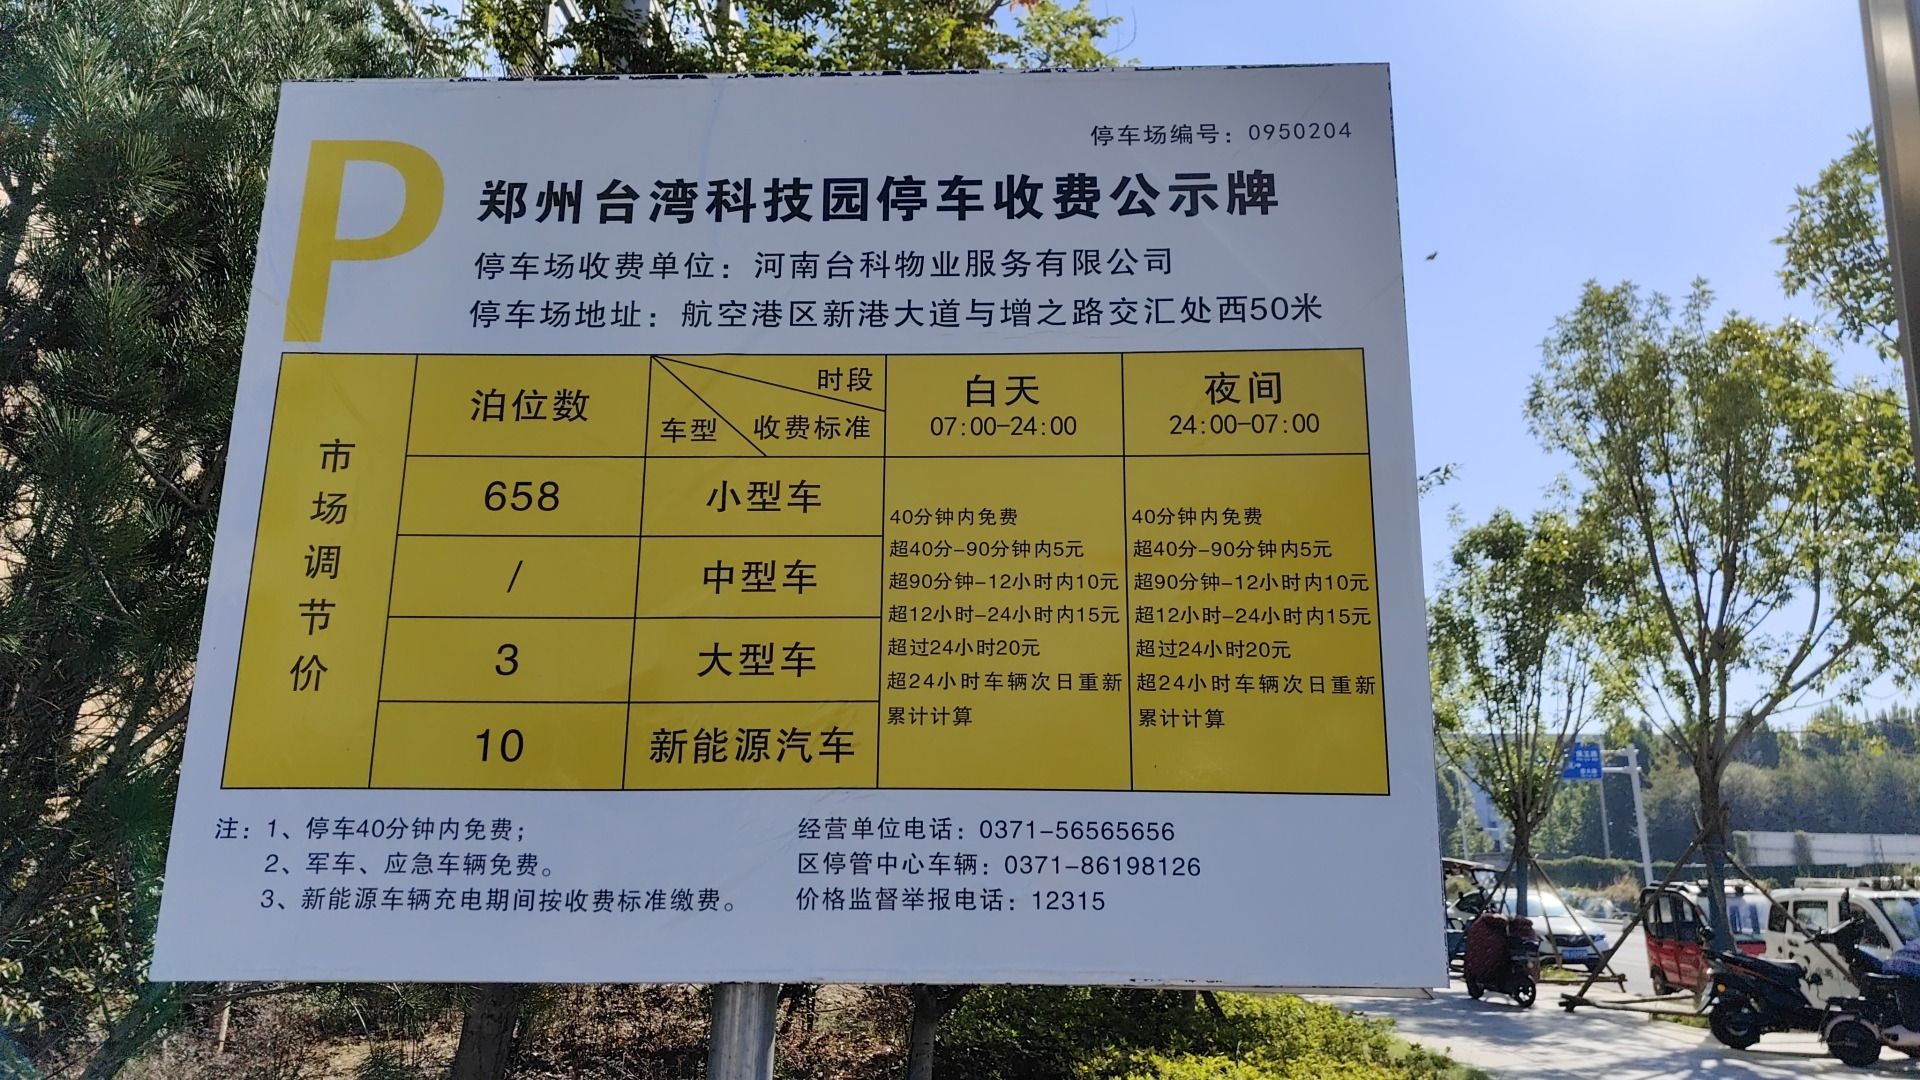 P
停车场编号：0950204
郑州台湾科技园停车收费公示牌
停车场收费单位：河南台科物业服务有限公司
停车场地址：航空港区新港大道与增之路交汇处西50米
市场调节价
泊位数
时段
车型
收费标准
白天
07:00-24:00
夜间
24:00-07:00
658
小型车
/
中型车
3
大型车
10
新能源汽车
40分钟内免费
超40分-90分钟内5元
超90分钟-12小时内10元
超12小时-24小时内15元
超过24小时20元
超24小时车辆次日重新
累计计算
40分钟内免费
超40分-90分钟内5元
超90分钟-12小时内10元
超12小时-24小时内15元
超过24小时20元
超24小时车辆次日重新
累计计算
注：1、停车40分钟内免费；
2、军车、应急车辆免费。
3、新能源车辆充电期间按收费标准缴费。
经营单位电话：0371-56565656
区停管中心车辆：0371-86198126
价格监督举报电话：12315